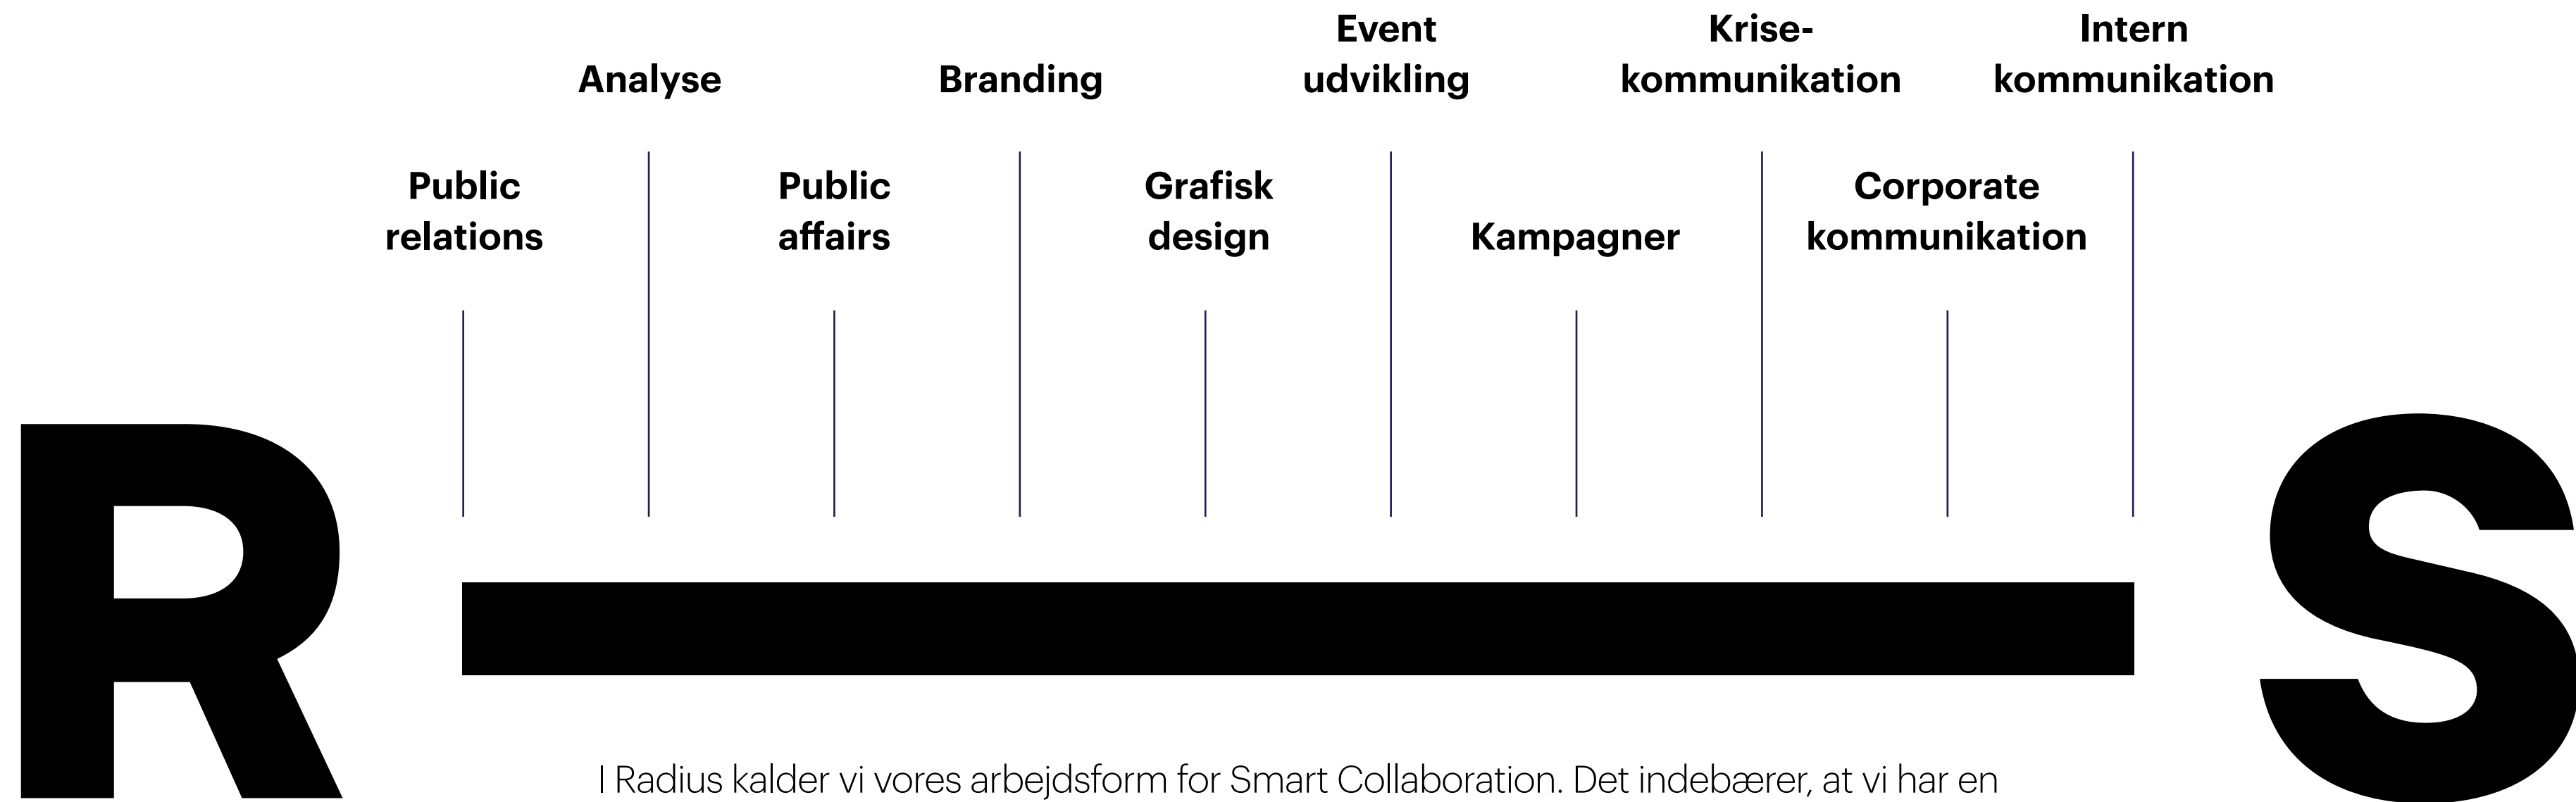 Event
udvikling
Krise-
kommunikation
Intern
kommunikation
Analyse
Branding
Public
relations
Public
affairs
Grafisk
design
Kampagner
Corporate
kommunikation
R
S
I Radius kalder vi vores arbejdsform for Smart Collaboration. Det indebærer, at vi har en